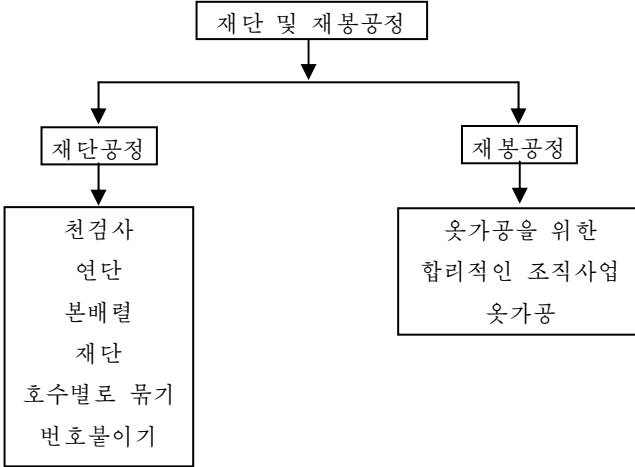 재단 및 재봉공정
재단공정
재봉공정
천검사
연단
본배렬
재단
호수별로 묶기
번호붙이기
옷가공을 위한
합리적인 조직사업
옷가공